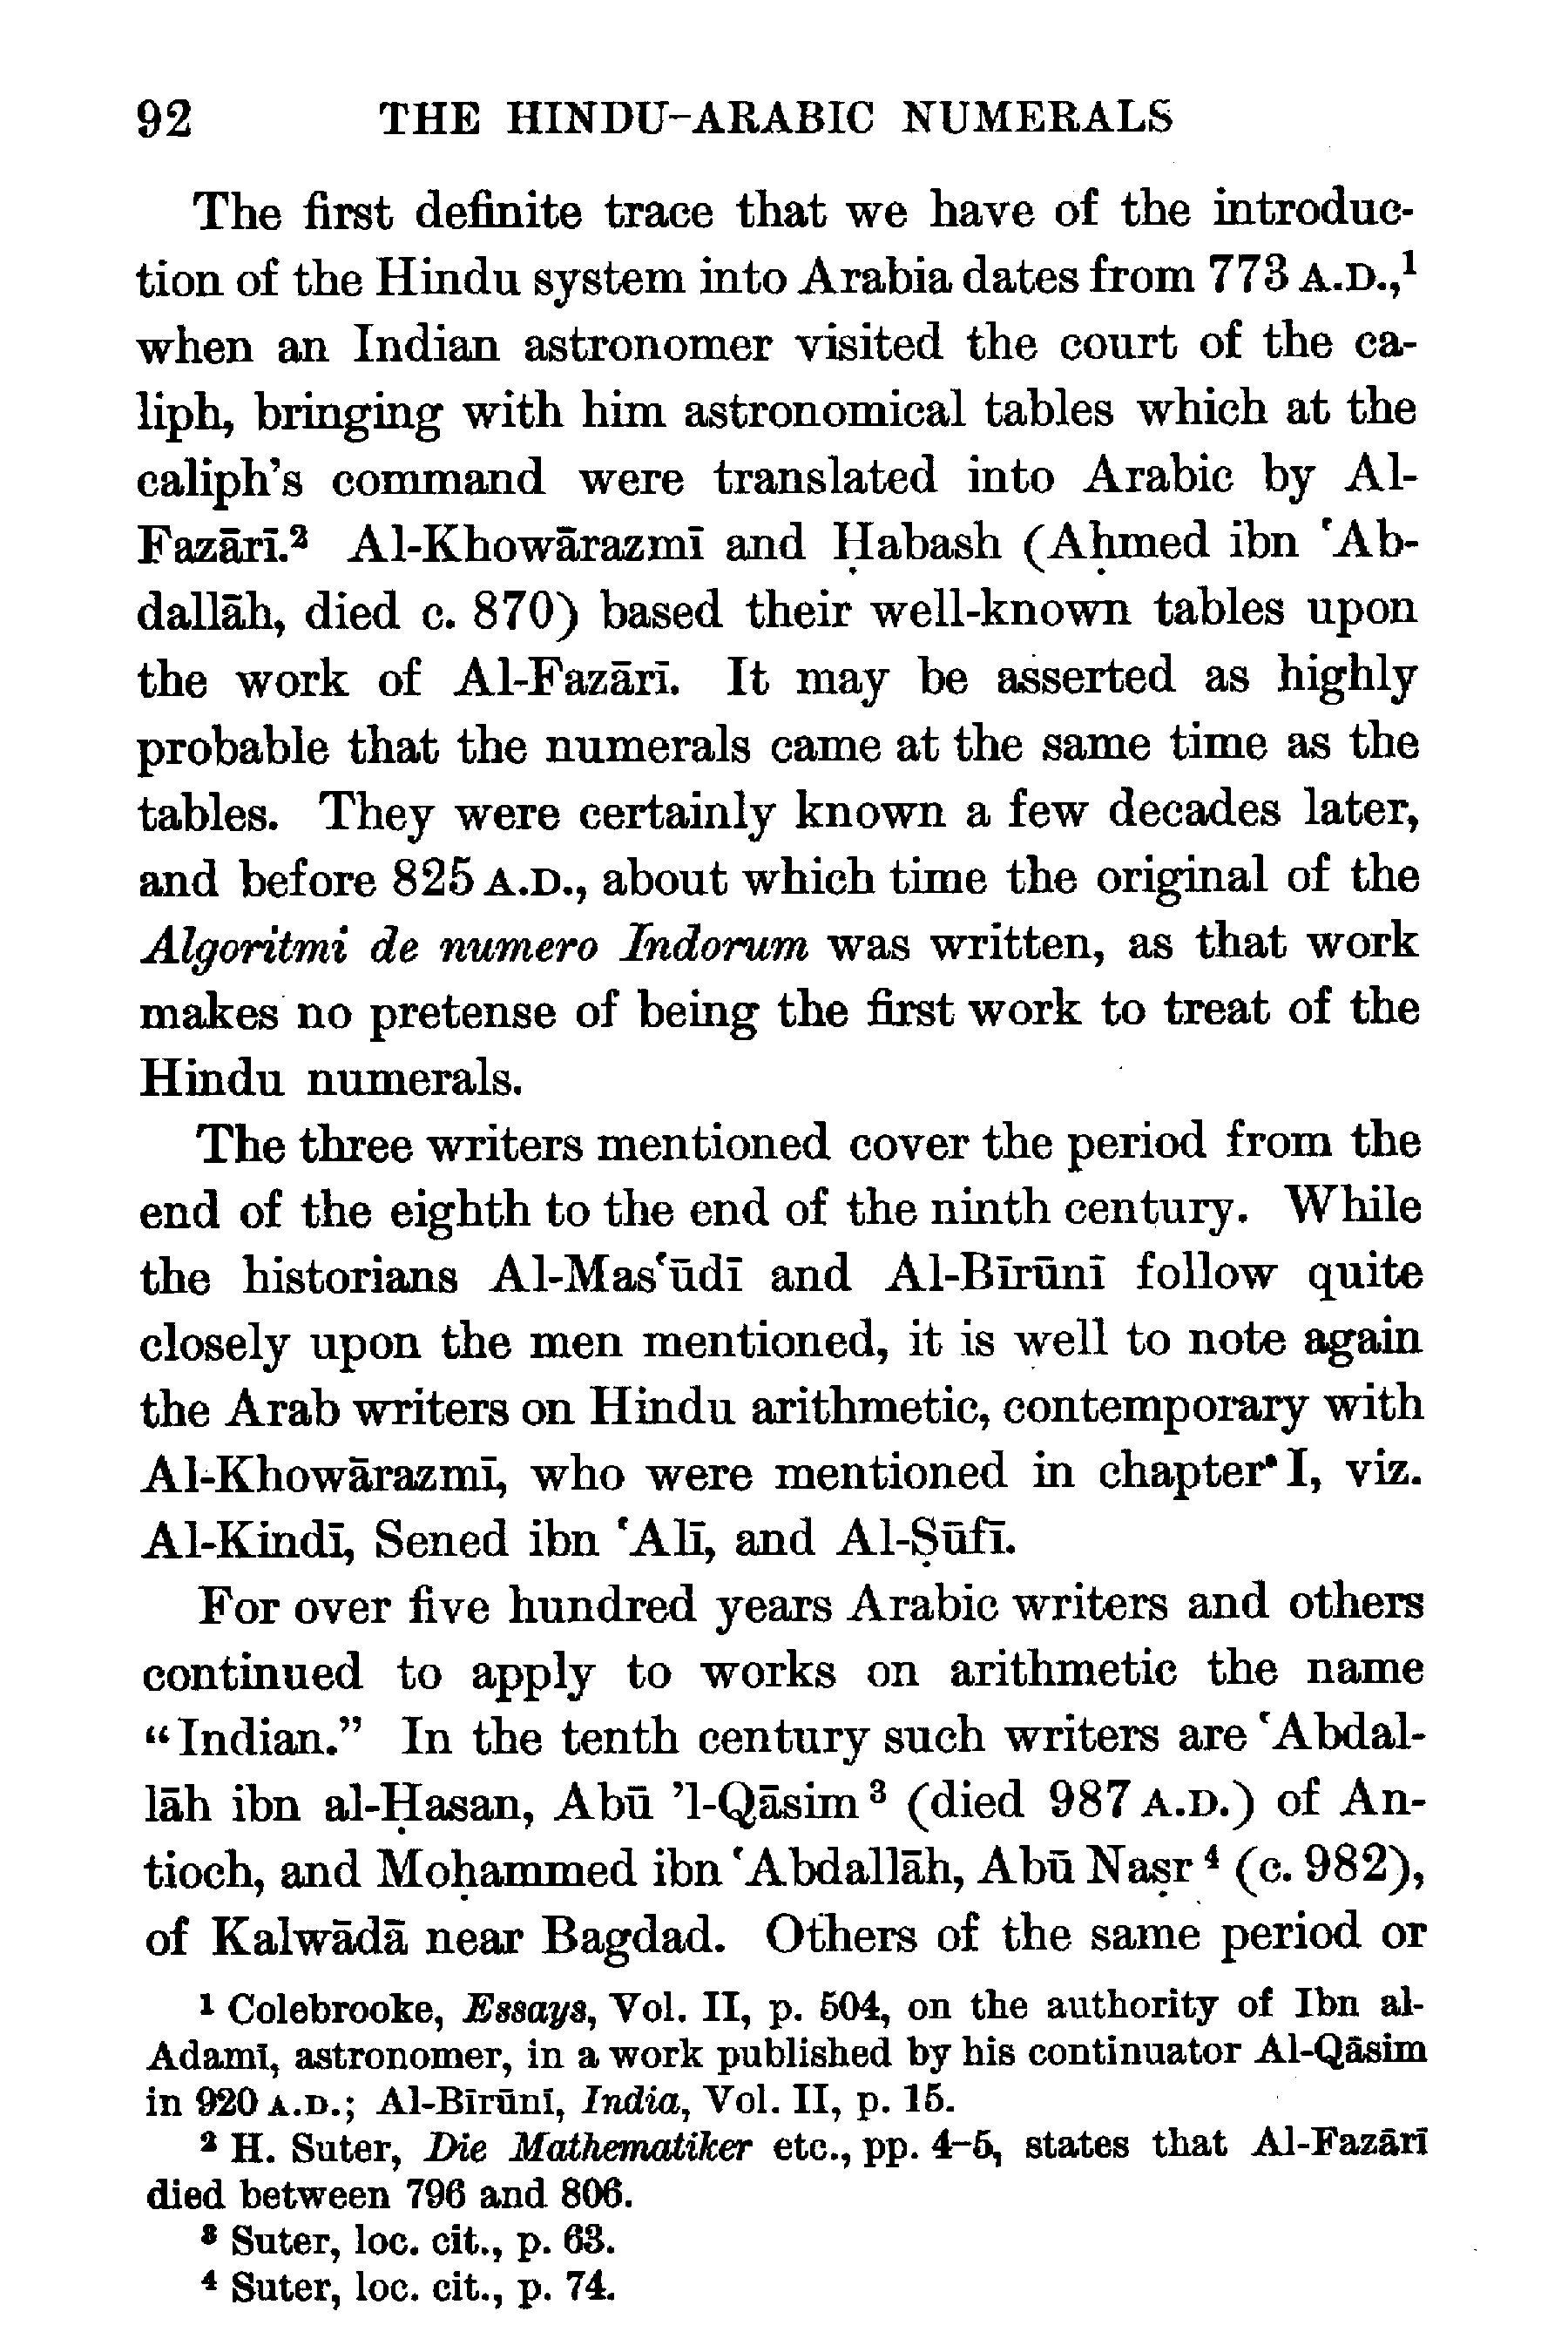 92 THE HINDU-ARABIC NUMERALS
The first definite trace that we have of the introduc-
tion of the Hindu system into Arabia dates from 773 A.D.,¹
when an Indian astronomer visited the court of the ca-
liph, bringing with him astronomical tables which at the
caliph's command were translated into Arabic by Al-
Fazārī.² Al-Khowārazmī and Ḥabash (Aḥmed ibn ‘Ab-
dallāh, died c. 870) based their well-known tables upon
the work of Al-Fazārī. It may be asserted as highly
probable that the numerals came at the same time as the
tables. They were certainly known a few decades later,
and before 825 A.D., about which time the original of the
Algoritmi de numero Indorum was written, as that work
makes no pretense of being the first work to treat of the
Hindu numerals.
The three writers mentioned cover the period from the
end of the eighth to the end of the ninth century. While
the historians Al-Mas‘ūdī and Al-Bīrūnī follow quite
closely upon the men mentioned, it is well to note again
the Arab writers on Hindu arithmetic, contemporary with
Al-Khowārazmī, who were mentioned in chapter I, viz.
Al-Kindī, Sened ibn ‘Alī, and Al-Ṣūfī.
For over five hundred years Arabic writers and others
continued to apply to works on arithmetic the name
“Indian.” In the tenth century such writers are ‘Abdal-
lāh ibn al-Ḥasan, Abū ’l-Qāsim³ (died 987 A.D.) of An-
tioch, and Moḥammed ibn ‘Abdallāh, Abū Naṣr⁴ (c. 982),
of Kalwādā near Bagdad. Others of the same period or
¹ Colebrooke, Essays, Vol. II, p. 504, on the authority of Ibn al-
Adamī, astronomer, in a work published by his continuator Al-Qāsim
in 920 A.D.; Al-Bīrūnī, India, Vol. II, p. 15.
² H. Suter, Die Mathematiker etc., pp. 4–5, states that Al-Fazārī
died between 796 and 806.
³ Suter, loc. cit., p. 63.
⁴ Suter, loc. cit., p. 74.